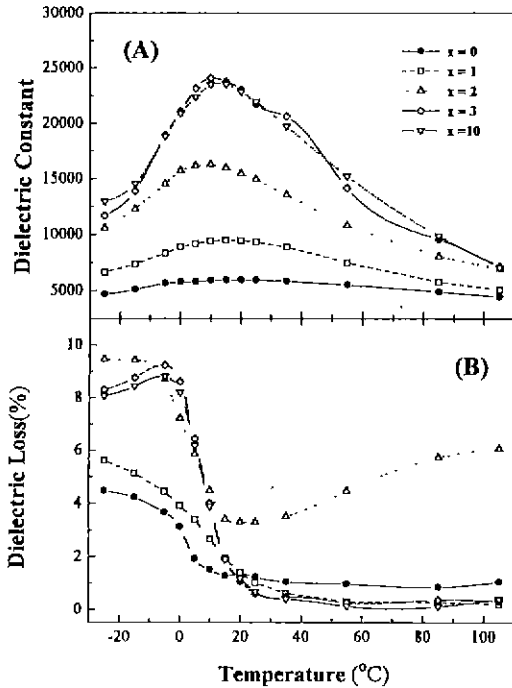 30000
(A)
x = 0
25000
x = 1
x = 2
20000
x = 3
x =10
15000
10000
5000
Dielectric Constant
10
(B)
8
6
4
2
0
Dielectric Loss(%)
-20 0 20 40 60 80 100
Temperature (°C)